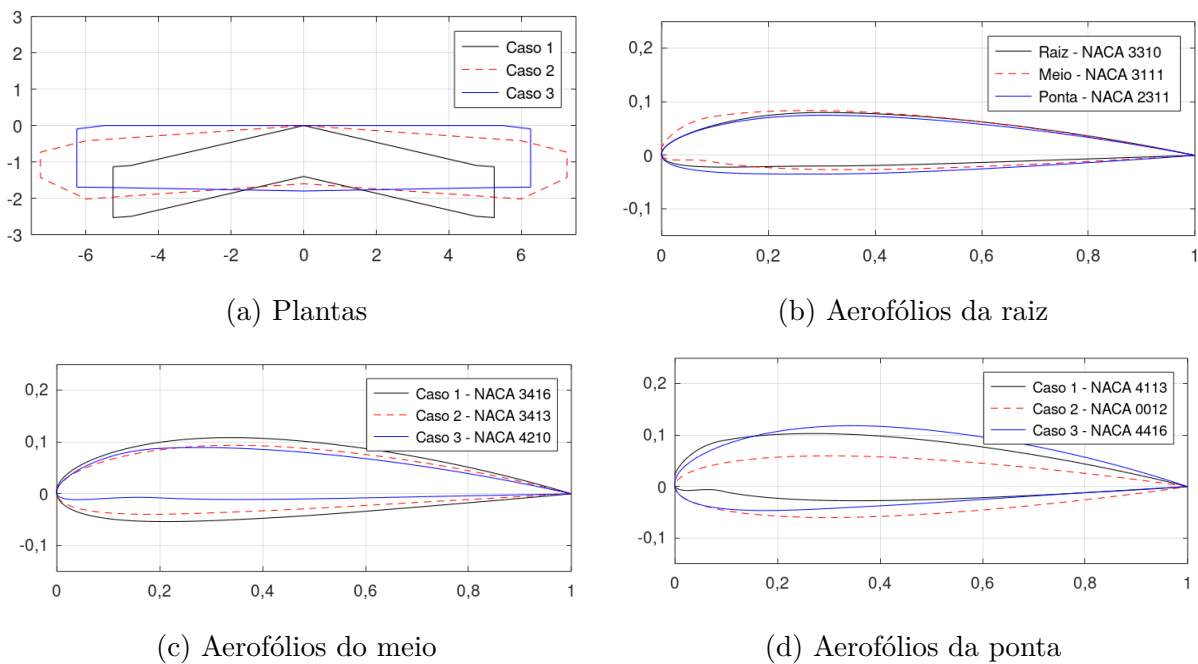 3
2
1
0
-1
-2
-3
-6
-4
-2
0
2
4
6
Caso 1
Caso 2
Caso 3
(a) Plantas
0,2
0,1
0
-0,1
0
0,2
0,4
0,6
0,8
1
Raiz - NACA 3310
Meio - NACA 3111
Ponta - NACA 2311
(b) Aerofólios da raiz
0,2
0,1
0
-0,1
0
0,2
0,4
0,6
0,8
1
Caso 1 - NACA 3416
Caso 2 - NACA 3413
Caso 3 - NACA 4210
(c) Aerofólios do meio
0,2
0,1
0
-0,1
0
0,2
0,4
0,6
0,8
1
Caso 1 - NACA 4113
Caso 2 - NACA 0012
Caso 3 - NACA 4416
(d) Aerofólios da ponta